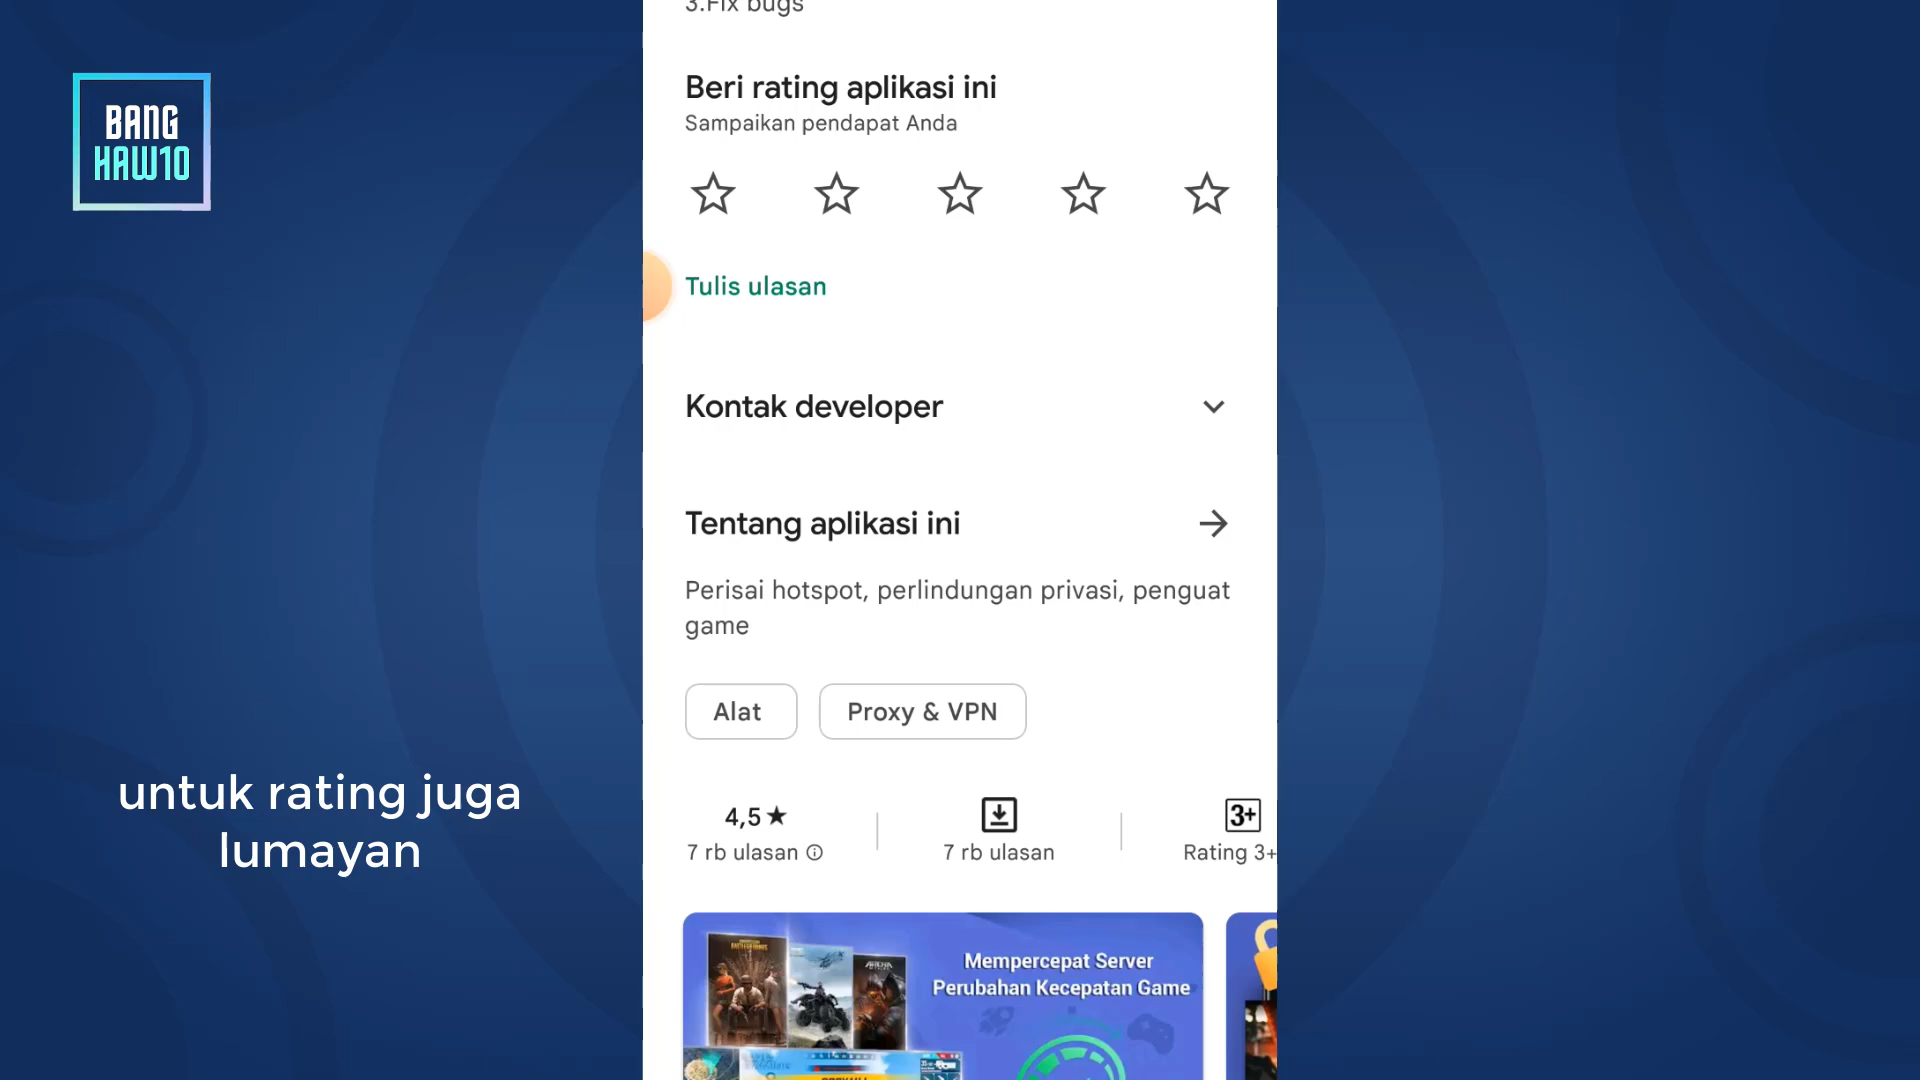 3.Fix bugs
BANG
HAW10
Beri rating aplikasi ini
Sampaikan pendapat Anda
Tulis ulasan
Kontak developer
Tentang aplikasi ini
Perisai hotspot, perlindungan privasi, penguat
game
Alat
Proxy & VPN
untuk rating juga
lumayan
4,5★
7 rb ulasan
7 rb ulasan
3+
Rating 3+
Mempercepat Server
Perubahan Kecepatan Game